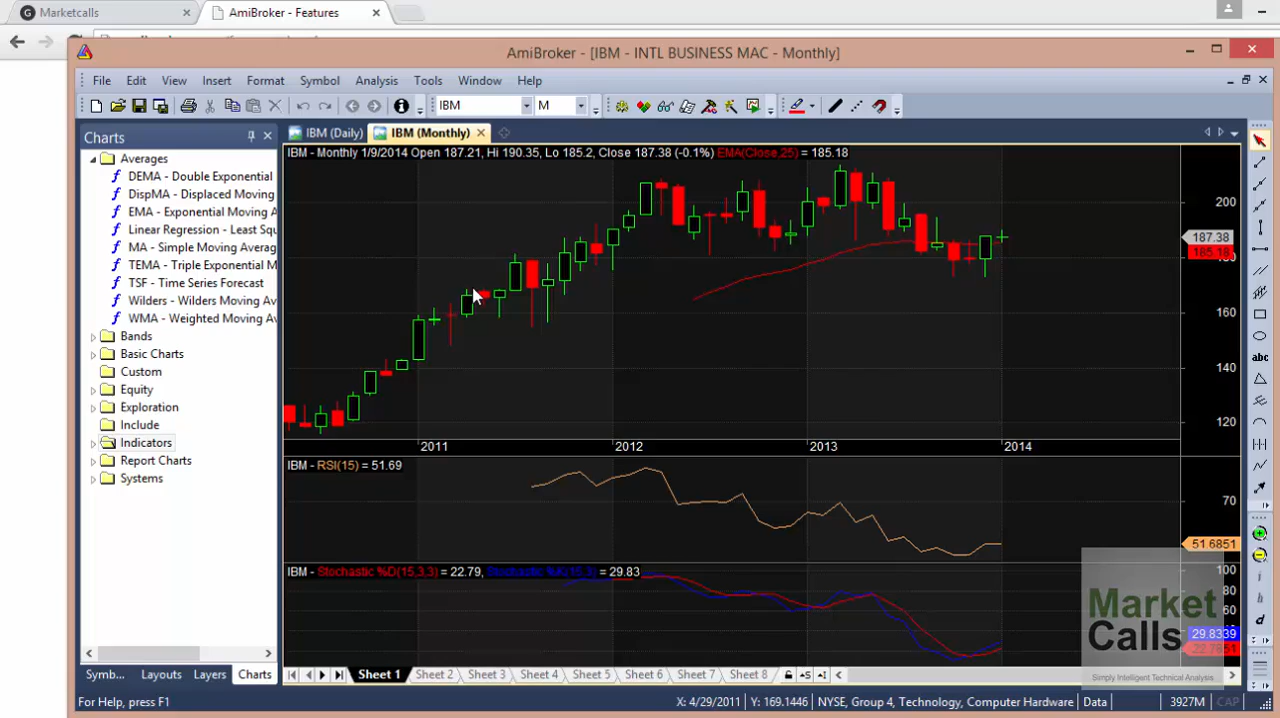 Marketcalls
AmiBroker - Features
AmiBroker - [IBM - INTL BUSINESS MAC - Monthly]
File Edit View Insert Format Symbol Analysis Tools Window Help
IBM M
Charts
IBM (Daily) IBM (Monthly)
IBM - Monthly 1/9/2014 Open 187.21, Hi 190.35, Lo 185.2, Close 187.38 (-0.1%) EMA(Close,25) = 185.18
Averages
DEMA - Double Exponential
DispMA - Displaced Moving
EMA - Exponential Moving A
Linear Regression - Least Squ
MA - Simple Moving Averag
TEMA - Triple Exponential M
TSF - Time Series Forecast
Wilders - Wilders Moving Av
WMA - Weighted Moving Av
Bands
Basic Charts
Custom
Equity
Exploration
Include
Indicators
Report Charts
Systems
200
187.38
185.18
160
140
120
2011 2012 2013 2014
IBM - RSI(15) = 51.69
70
51.6851
IBM - Stochastic %D(15,3,3) = 22.79, Stochastic %K(15,3) = 29.83
100
80
60
29.8339
abc
Market
Calls
Simply Intelligent Technical Analysis
Symb... Layouts Layers Charts
Sheet 1 Sheet 2 Sheet 3 Sheet 4 Sheet 5 Sheet 6 Sheet 7 Sheet 8
For Help, press F1
X: 4/29/2011 Y: 169.1446 NYSE, Group 4, Technology, Computer Hardware Data 3927M CAP